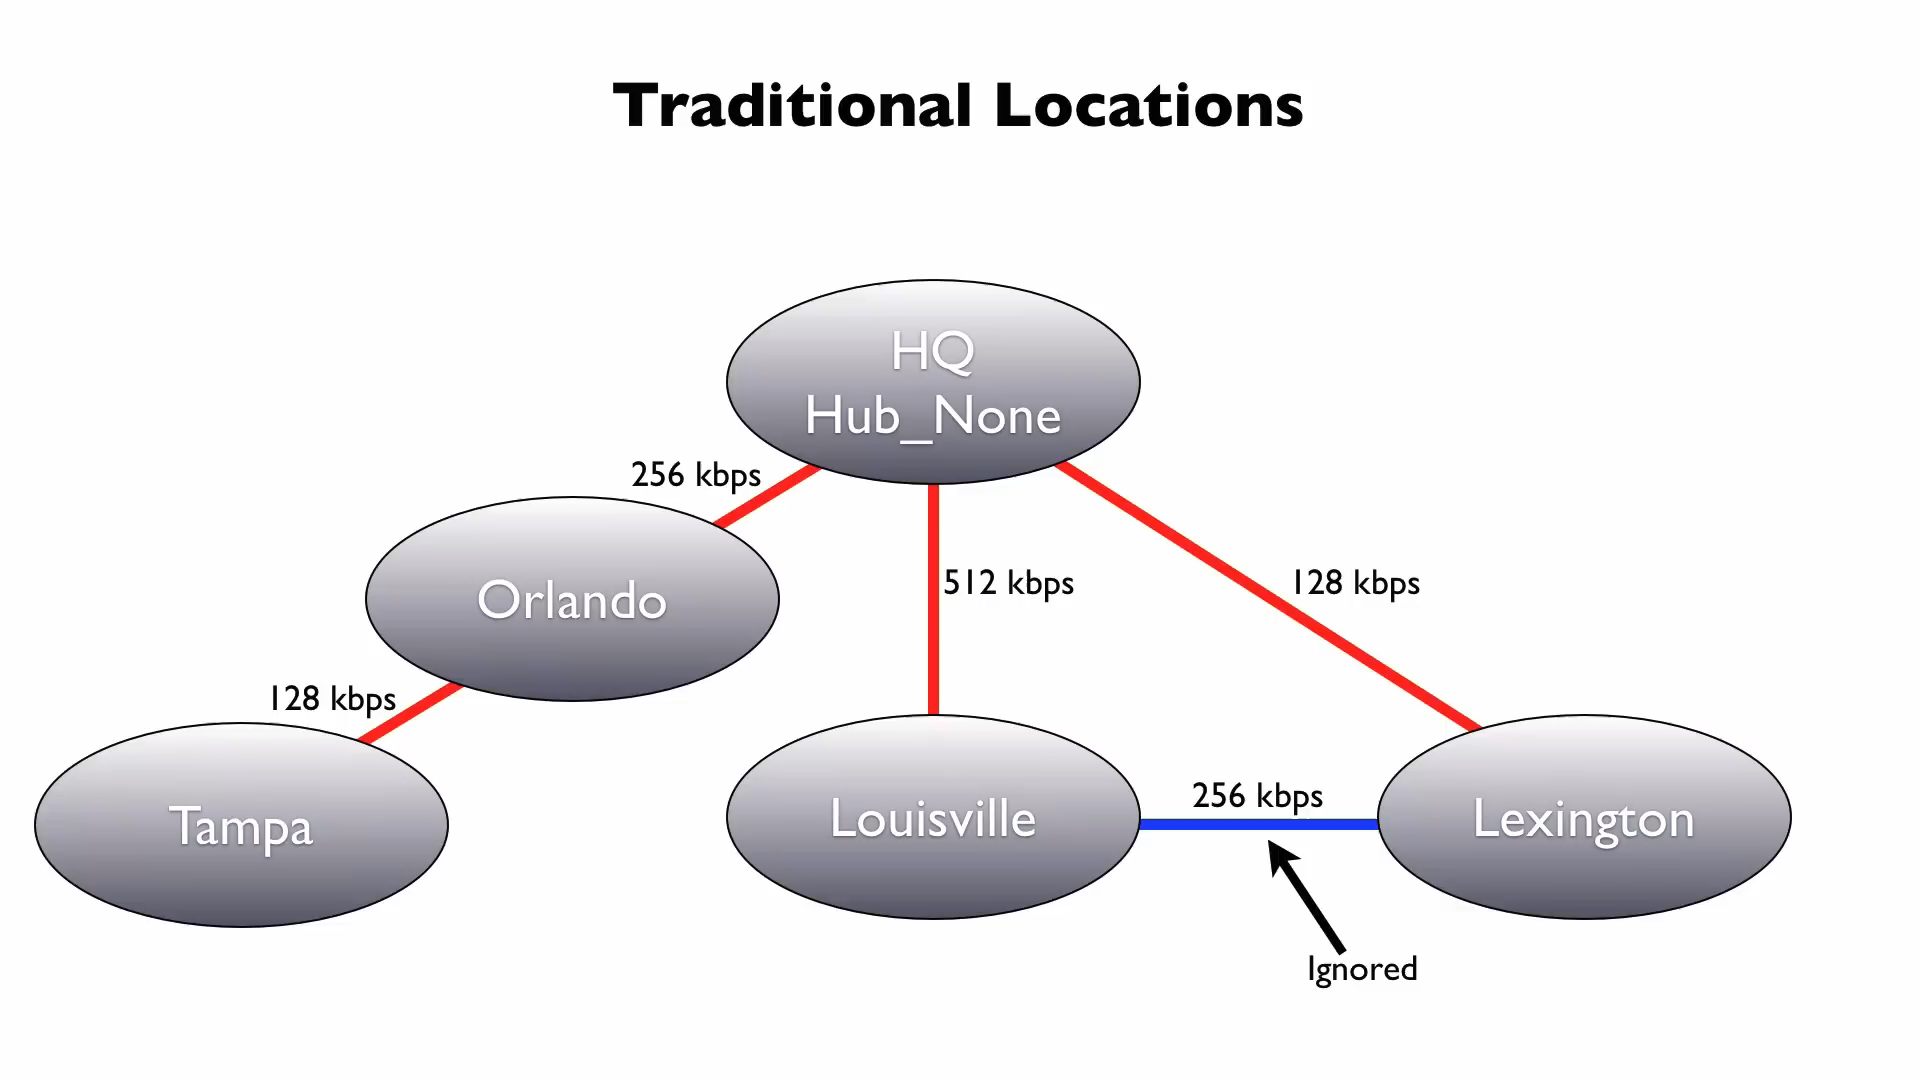 Traditional Locations
HQ
Hub_None
256 kbps
Orlando
512 kbps
128 kbps
128 kbps
Tampa
Louisville
256 kbps
Lexington
Ignored